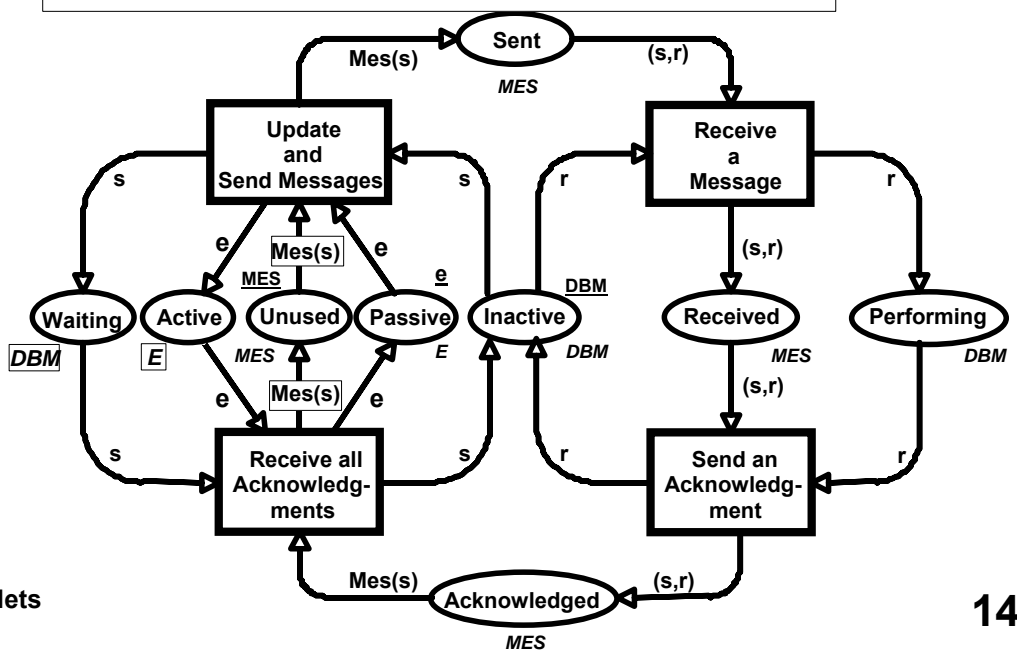 Sent
Mes(s)
(s,r)
MES
Update
and
Send Messages
Receive
a
Message
s
s
r
r
e
Mes(s)
e
(s,r)
MES
e
DBM
Waiting
Active
Unused
Passive
Inactive
Received
Performing
DBM
E
MES
E
DBM
MES
DBM
e
Mes(s)
e
(s,r)
s
s
r
r
Receive all
Acknowledg-
ments
Send an
Acknowledg-
ment
Mes(s)
(s,r)
Acknowledged
MES
14